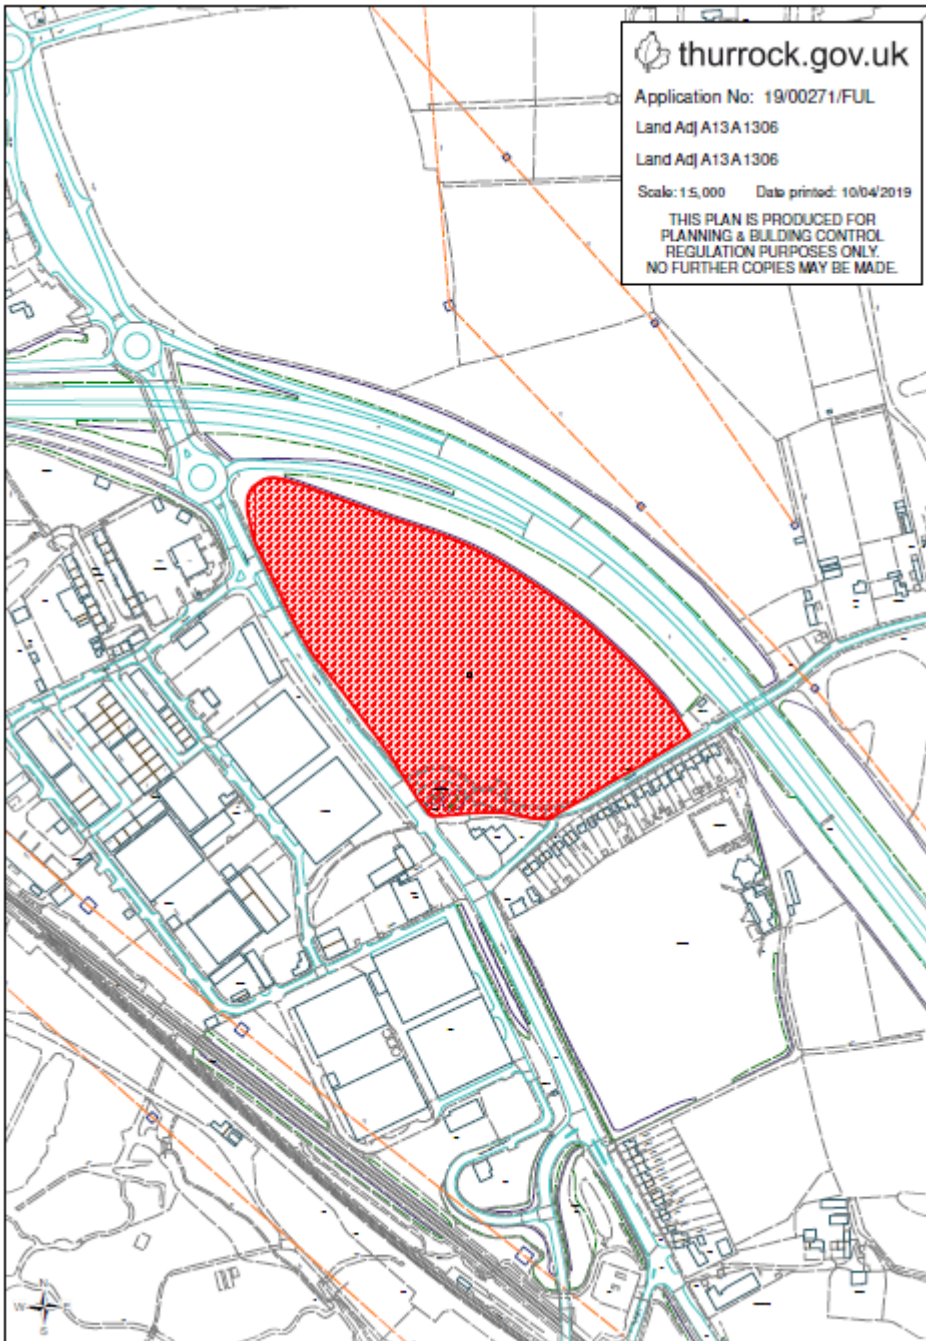 thurrock.gov.uk
Application No: 19/00271/FUL
Land Adj A13 A1306
Land Adj A13 A1306
Scale: 1:5,000 Date printed: 10/04/2019
THIS PLAN IS PRODUCED FOR
PLANNING & BULDING CONTROL
REGULATION PURPOSES ONLY.
NO FURTHER COPIES MAY BE MADE.
N
W E
S